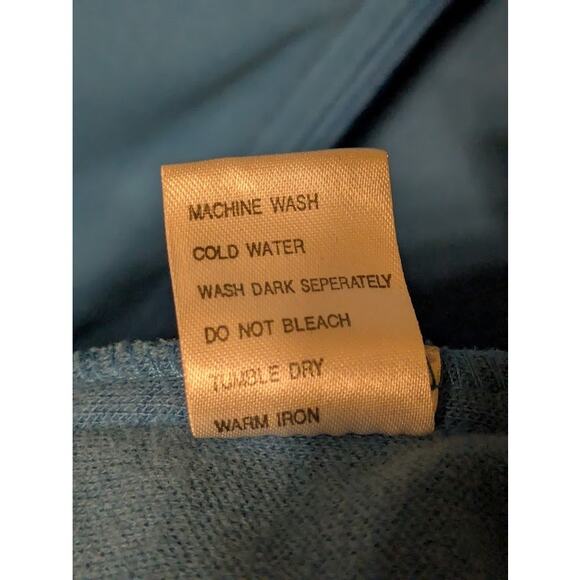 MACHINE WASH
COLD WATER
WASH DARK SEPERATELY
DO NOT BLEACH
TUMBLE DRY
WARM IRON